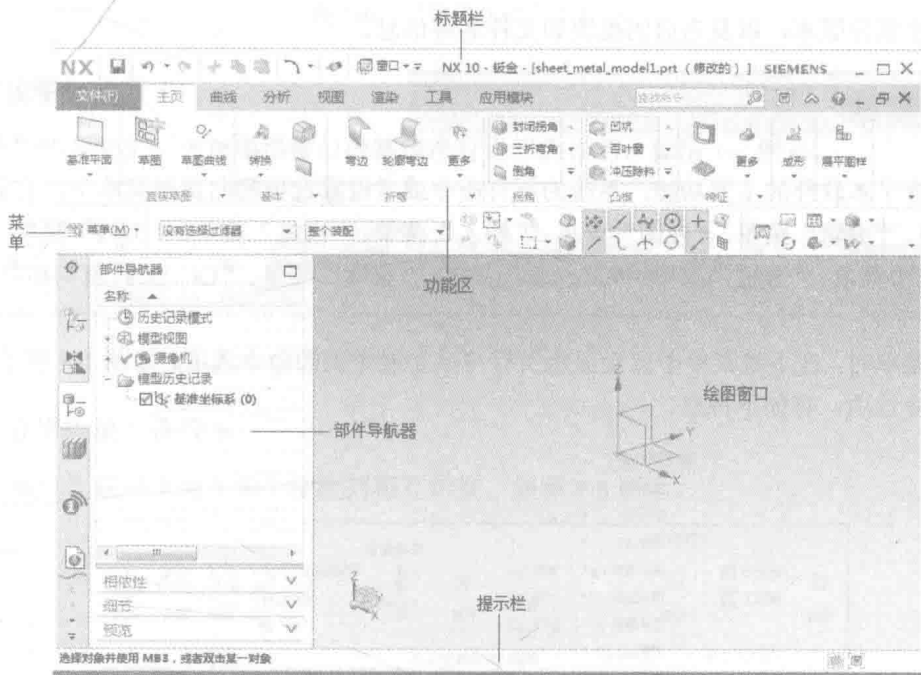 标题栏
NX 窗口 NX 10 - 钣金 - [sheet_metal_model1.prt （修改的）] SIEMENS
文件(F) 主页 曲线 分析 视图 渲染 工具 应用模块 查找命令
封闭拐角 凹坑
三折弯角 百叶窗
倒角 冲压除料
基准平面 草图 草图曲线 转换 弯边 轮廓弯边 更多 更多 成形 展平图样
直接草图 基本 折弯 拐角 凸模 特征
菜单
菜单(M) 没有选择过滤器 整个装配
部件导航器
功能区
名称
历史记录模式
模型视图
摄像机
模型历史记录
基准坐标系 (0)
绘图窗口
部件导航器
Z
Y
X
相依性
细节
预览
Z
X
提示栏
选择对象并使用 MB3，或者双击某一对象